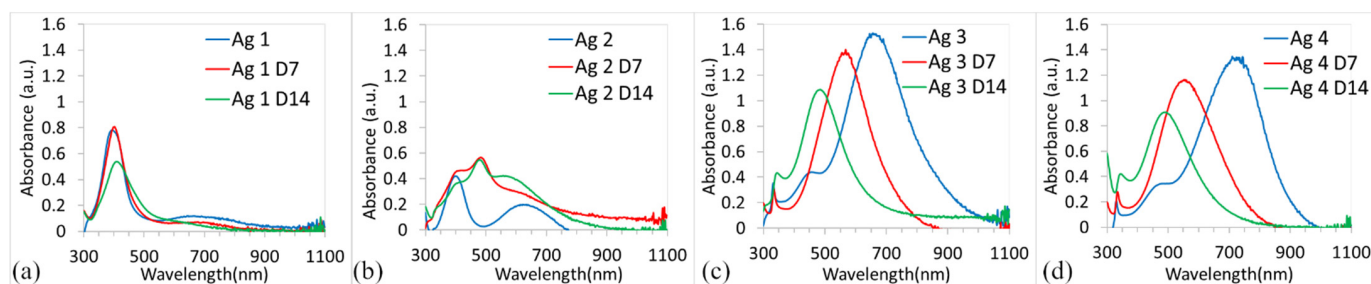 Absorbance (a.u.)
1.6
1.4
1.2
1
0.8
0.6
0.4
0.2
0
Ag 1
Ag 1 D7
Ag 1 D14
300 500 700 900 1100
Wavelength(nm)
(a)
Absorbance (a.u.)
1.6
1.4
1.2
1
0.8
0.6
0.4
0.2
0
Ag 2
Ag 2 D7
Ag 2 D14
300 500 700 900 1100
Wavelength(nm)
(b)
Absorbance (a.u.)
1.6
1.4
1.2
1
0.8
0.6
0.4
0.2
0
Ag 3
Ag 3 D7
Ag 3 D14
300 500 700 900 1100
Wavelength(nm)
(c)
Absorbance (a.u.)
1.6
1.4
1.2
1
0.8
0.6
0.4
0.2
0
Ag 4
Ag 4 D7
Ag 4 D14
300 500 700 900 1100
Wavelength(nm)
(d)